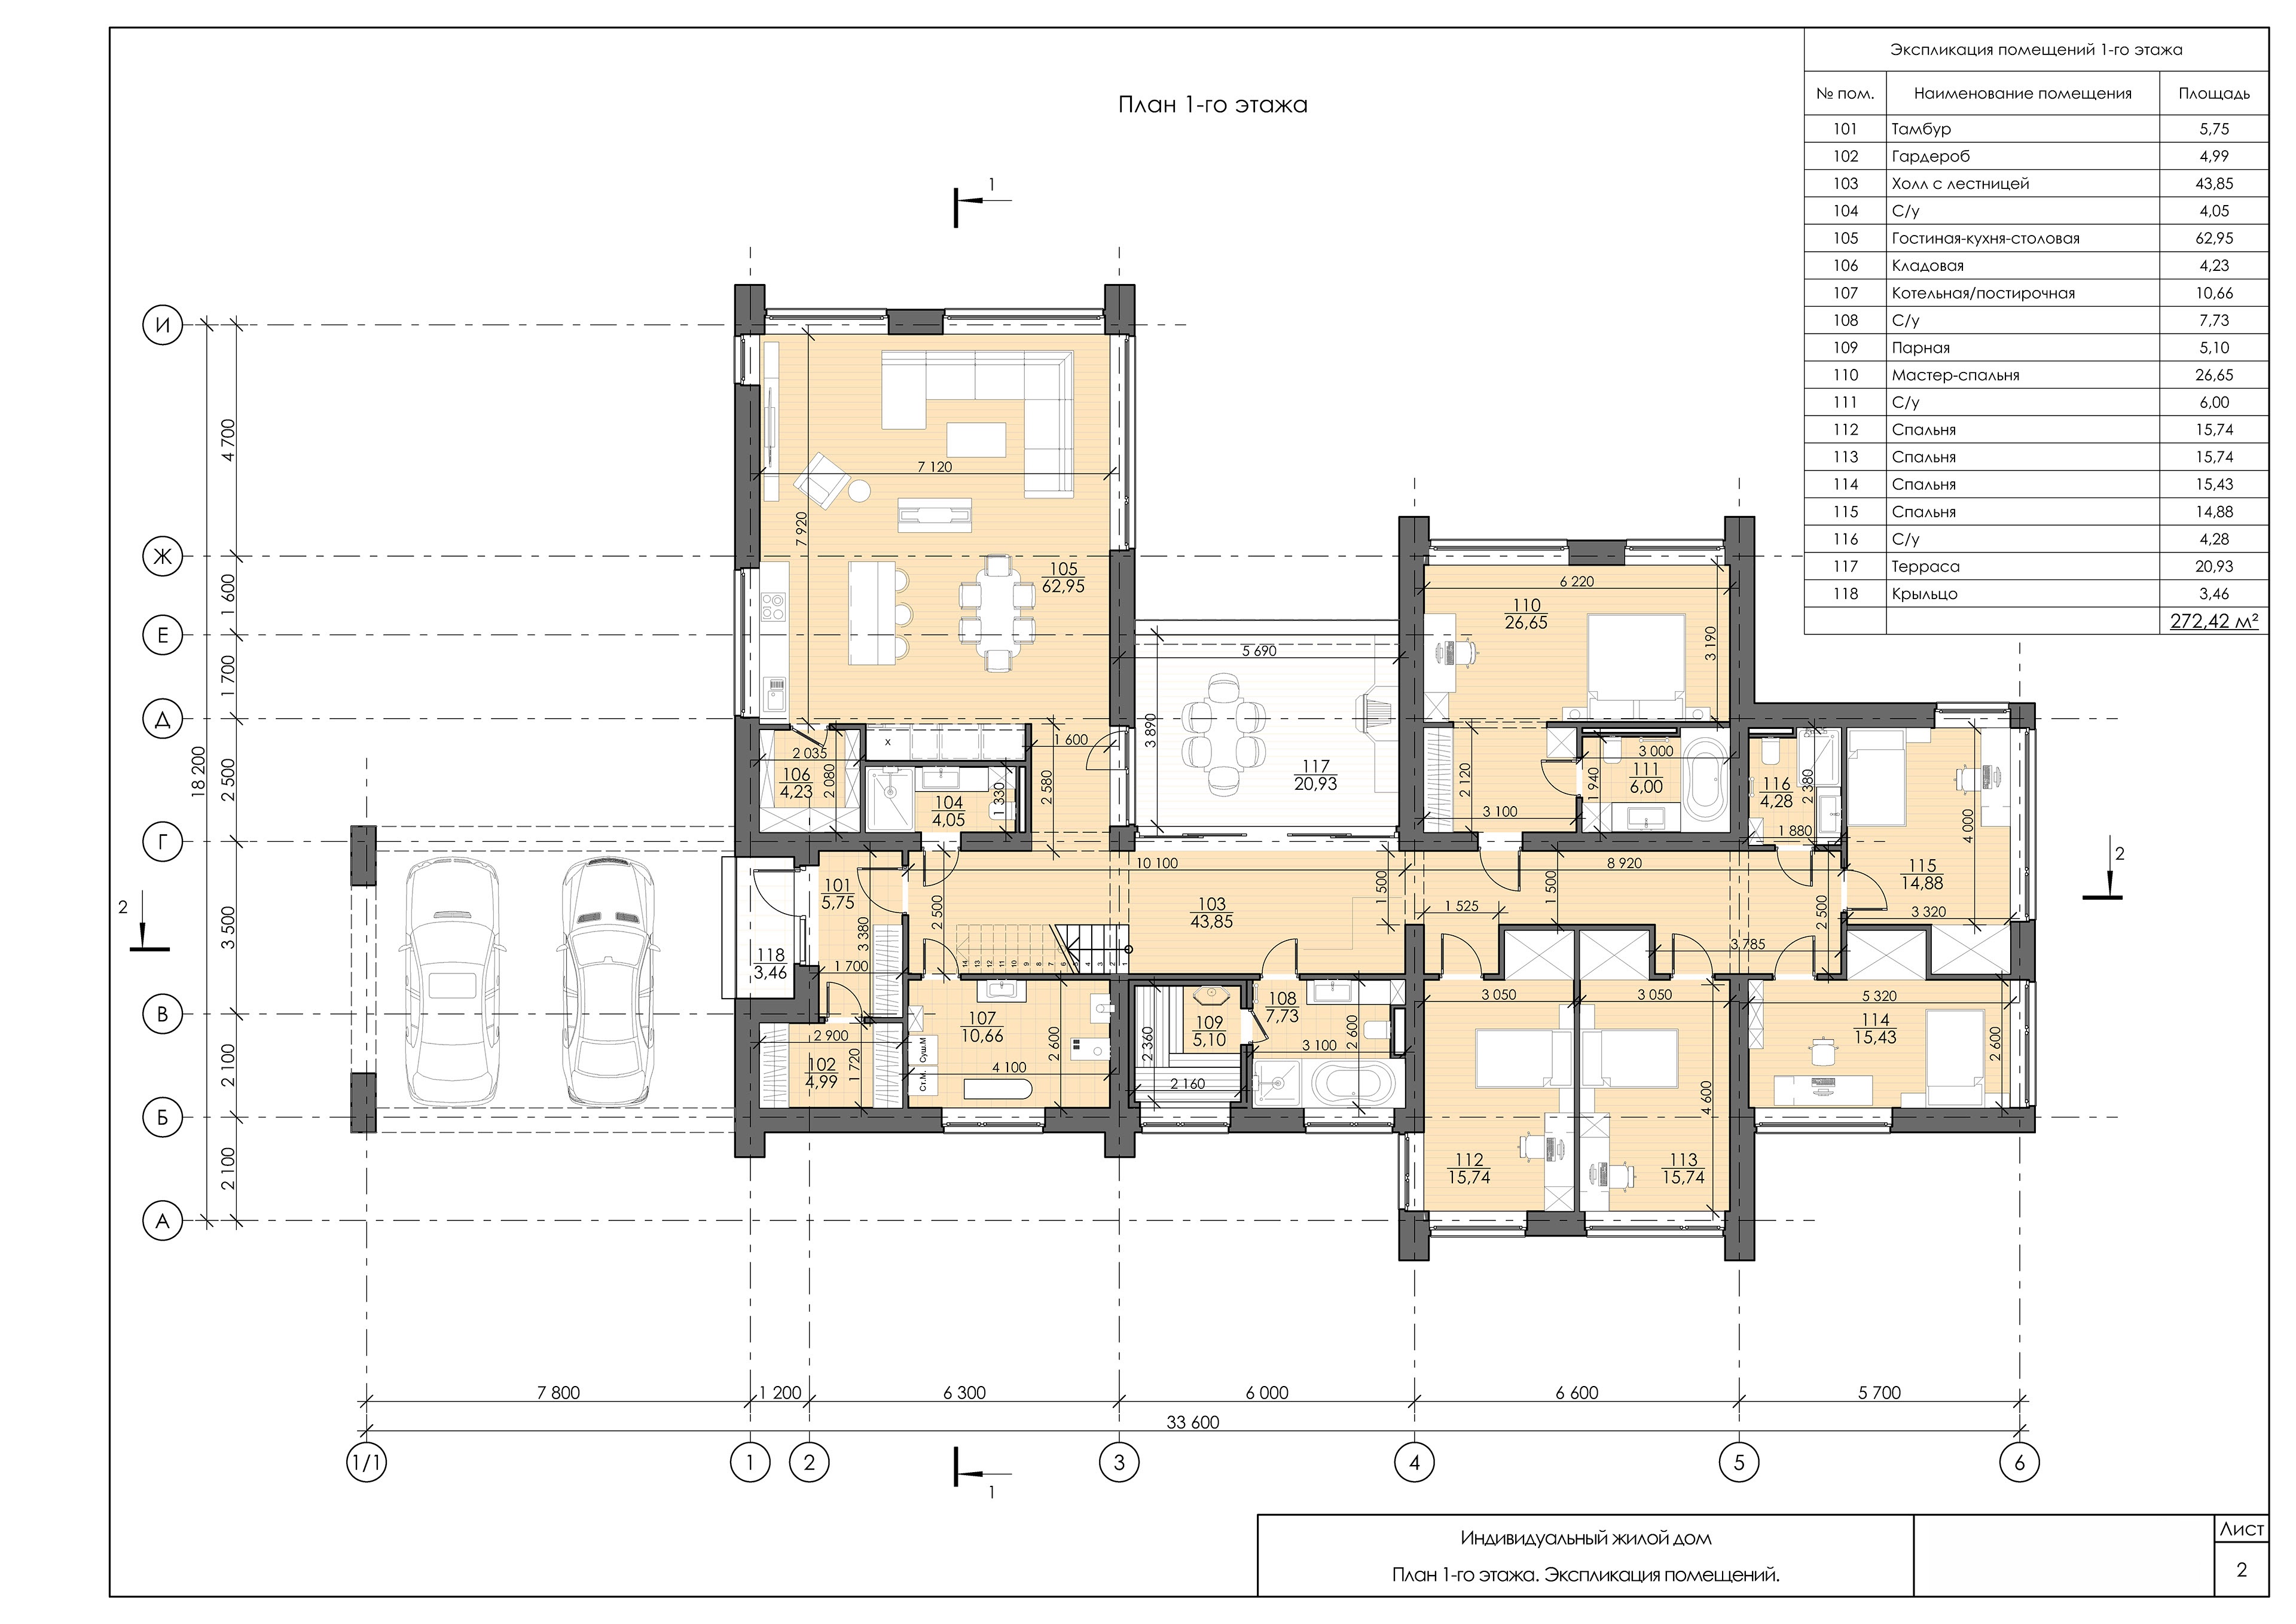 План 1-го этажа
Экспликация помещений 1-го этажа
№ пом. Наименование помещения Площадь
101 Тамбур 5,75
102 Гардероб 4,99
103 Холл с лестницей 43,85
104 С/у 4,05
105 Гостиная-кухня-столовая 62,95
106 Кладовая 4,23
107 Котельная/постирочная 10,66
108 С/у 7,73
109 Парная 5,10
110 Мастер-спальня 26,65
111 С/у 6,00
112 Спальня 15,74
113 Спальня 15,74
114 Спальня 15,43
115 Спальня 14,88
116 С/у 4,28
117 Терраса 20,93
118 Крыльцо 3,46
272,42 м²
1
И
Ж
Е
Д
Г
В
Б
А
18 200
4 700
1 600
1 700
2 500
3 500
2 100
2 100
2
2
7 120
7 920
105
62,95
2 035
2 080
106
4,23
х
104
4,05
1 330
1 600
2 580
5 690
3 890
117
20,93
6 220
110
26,65
3 190
2 120
3 100
1 940
3 000
111
6,00
116
4,28
2 380
1 880
4 000
115
14,88
3 320
101
5,75
3 380
1 700
118
3,46
10 100
2 500
103
43,85
1 500
8 920
1 525
1 500
2 500
3 785
14 13 12 11 10 9 8 7 6 5 4 3 2 1
2 900
102
4,99
1 720
107
10,66
2 600
4 100
Ст.М.
Суш.М
2 360
109
5,10
2 160
108
7,73
3 100
2 600
3 050
3 050
112
15,74
113
15,74
4 600
5 320
114
15,43
2 600
7 800
1 200
6 300
6 000
6 600
5 700
33 600
1/1
1
2
3
4
5
6
1
Индивидуальный жилой дом
План 1-го этажа. Экспликация помещений.
Лист
2